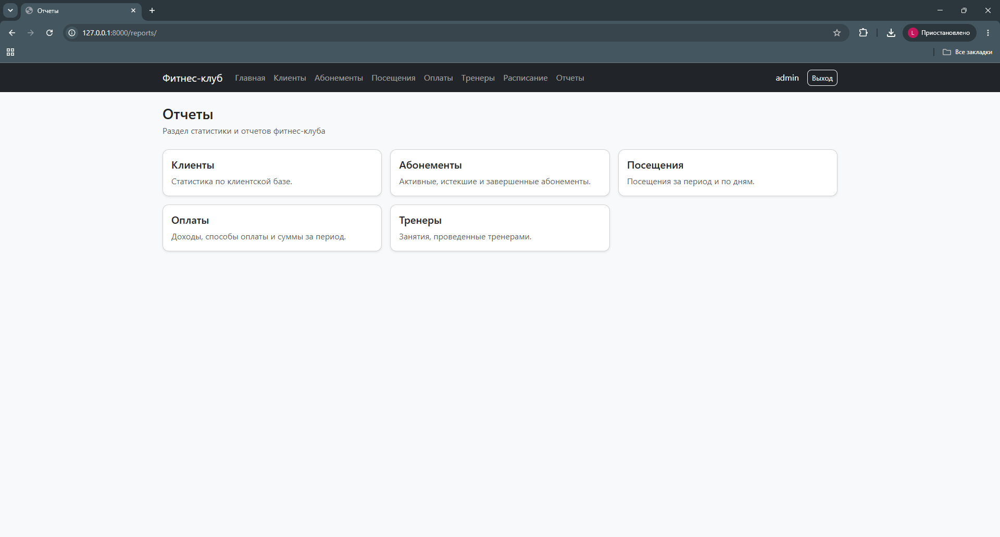 Отчеты
127.0.0.1:8000/reports/
L Приостановлено
Все закладки
Фитнес-клуб Главная Клиенты Абонементы Посещения Оплаты Тренеры Расписание Отчеты admin Выход
Отчеты
Раздел статистики и отчетов фитнес-клуба
Клиенты
Статистика по клиентской базе.
Абонементы
Активные, истекшие и завершенные абонементы.
Посещения
Посещения за период и по дням.
Оплаты
Доходы, способы оплаты и суммы за период.
Тренеры
Занятия, проведенные тренерами.